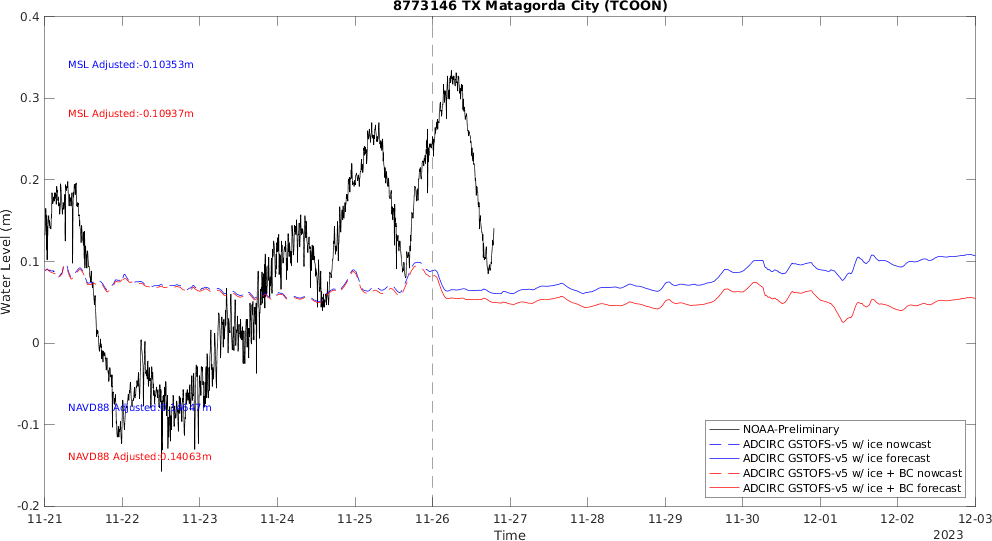 8773146 TX Matagorda City (TCOON)
0.4
0.3
0.2
0.1
0
-0.1
-0.2
Water Level (m)
MSL Adjusted:-0.10353m
MSL Adjusted:-0.10937m
NAVD88 Adjusted:
NAVD88 Adjusted:0.14063m
NOAA-Preliminary
ADCIRC GSTOFS-v5 w/ ice nowcast
ADCIRC GSTOFS-v5 w/ ice forecast
ADCIRC GSTOFS-v5 w/ ice + BC nowcast
ADCIRC GSTOFS-v5 w/ ice + BC forecast
11-21 11-22 11-23 11-24 11-25 11-26 11-27 11-28 11-29 11-30 12-01 12-02 12-03
Time
2023